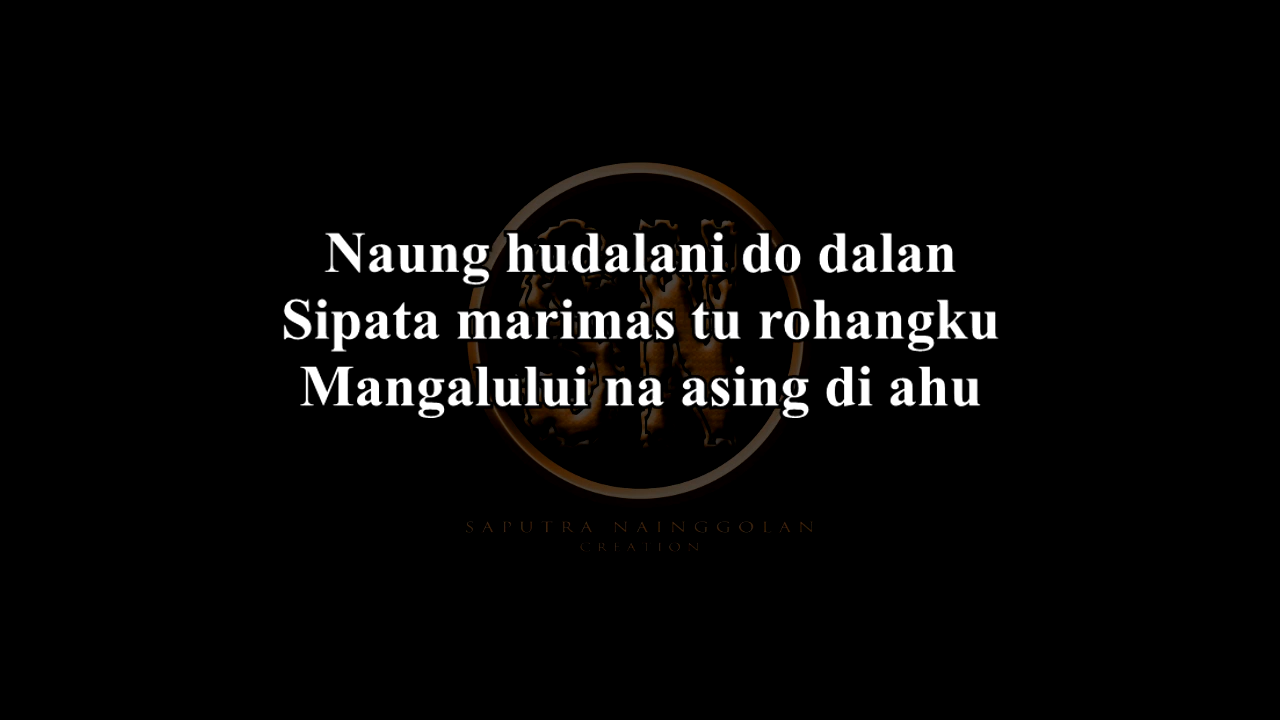 Naung hudalani do dalan
Sipata marimas tu rohangku
Mangalului na asing di ahu
SAPUTRA NAINGGOLAN
CREATION